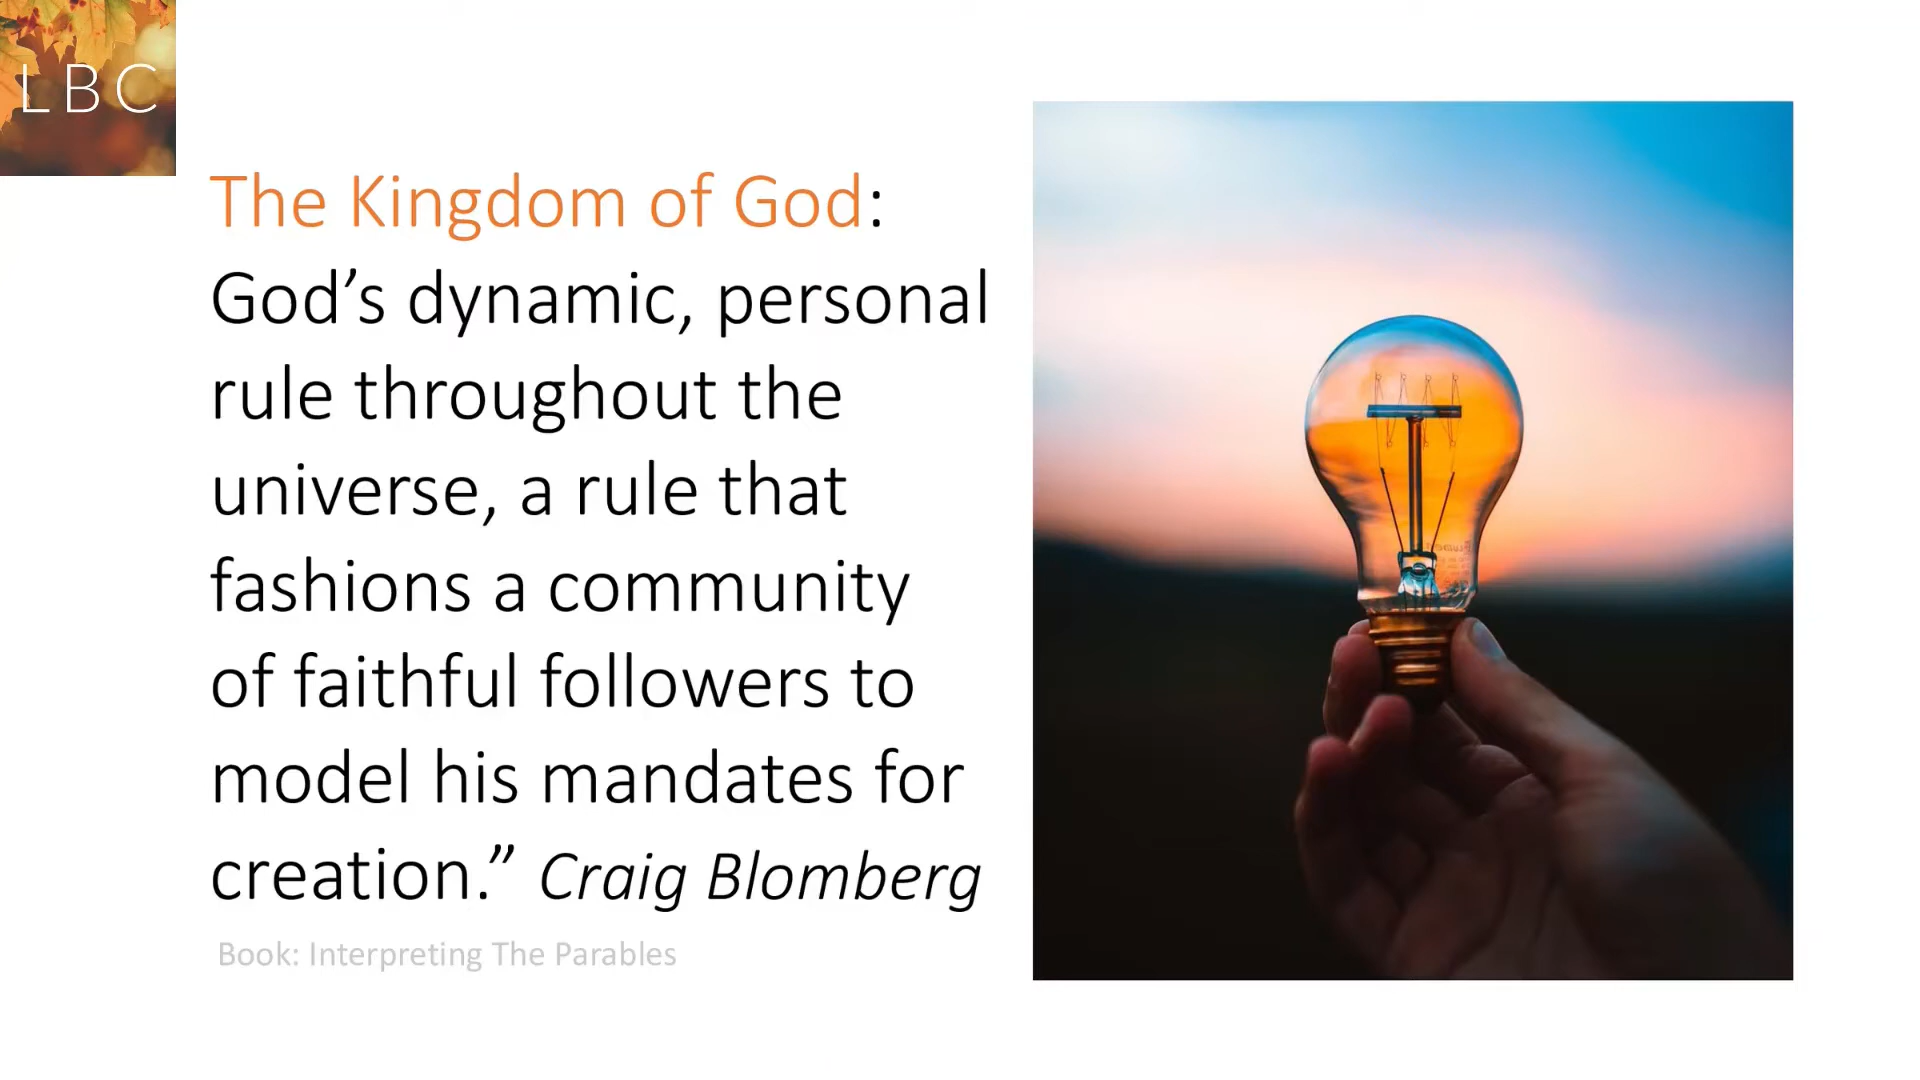 LBC
The Kingdom of God:
God’s dynamic, personal
rule throughout the
universe, a rule that
fashions a community
of faithful followers to
model his mandates for
creation.” Craig Blomberg
Book: Interpreting The Parables